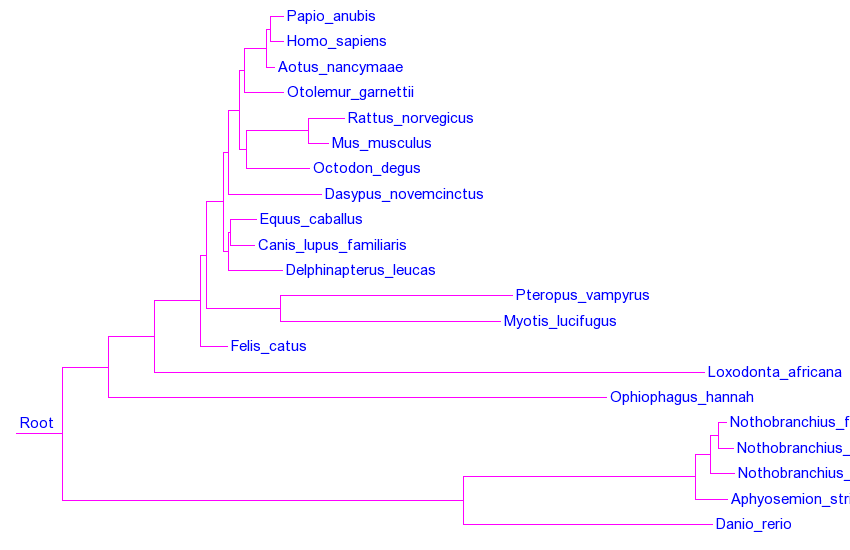 Papio_anubis
Homo_sapiens
Aotus_nancymaae
Otolemur_garnettii
Rattus_norvegicus
Mus_musculus
Octodon_degus
Dasypus_novemcinctus
Equus_caballus
Canis_lupus_familiaris
Delphinapterus_leucas
Pteropus_vampyrus
Myotis_lucifugus
Felis_catus
Loxodonta_africana
Ophiophagus_hannah
Root
Nothobranchius_f
Nothobranchius_
Nothobranchius_
Aphyosemion_stri
Danio_rerio